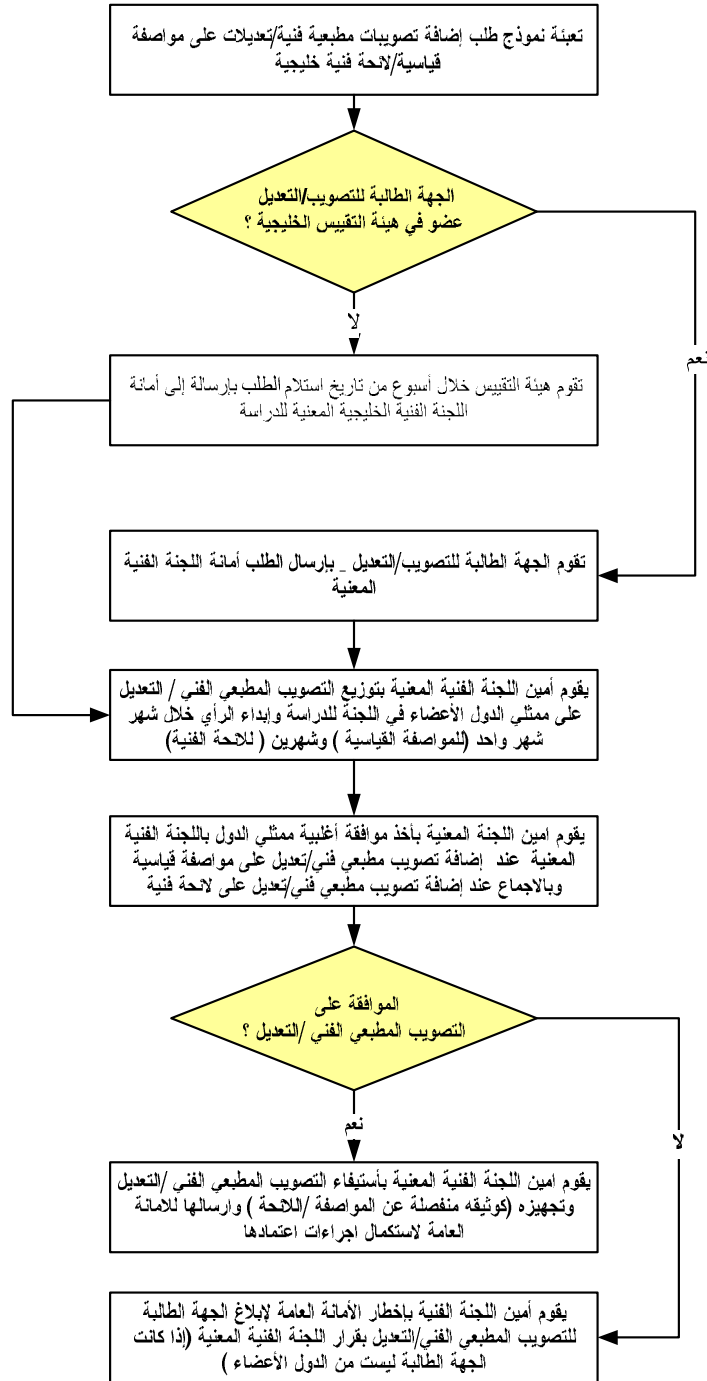 تعبئة نموذج طلب إضافة تصويبات مطبعية فنية/تعديلات على مواصفة
قياسية/لائحة فنية خليجية
الجهة الطالبة للتصويب/التعديل
عضو في هيئة التقييس الخليجية ؟
لا
نعم
تقوم هيئة التقييس خلال أسبوع من تاريخ استلام الطلب بإرسالة إلى أمانة
اللجنة الفنية الخليجية المعنية للدراسة
تقوم الجهة الطالبة للتصويب/التعديل _ بإرسال الطلب أمانة اللجنة الفنية
المعنية
يقوم أمين اللجنة الفنية المعنية بتوزيع التصويب المطبعي الفني / التعديل
على ممثلي الدول الأعضاء في اللجنة للدراسة وإبداء الرأي خلال شهر
شهر واحد (للمواصفة القياسية ) وشهرين ( للائحة الفنية)
يقوم امين اللجنة المعنية بأخذ موافقة أغلبية ممثلي الدول باللجنة الفنية
المعنية عند إضافة تصويب مطبعي فني/تعديل على مواصفة قياسية
وبالاجماع عند إضافة تصويب مطبعي فني/تعديل على لائحة فنية
الموافقة على
التصويب المطبعي الفني /التعديل ؟
نعم
لا
يقوم امين اللجنة الفنية المعنية بأستيفاء التصويب المطبعي الفني /التعديل
وتجهيزه (كوثيقه منفصلة عن المواصفة /اللائحة ) وارسالها للامانة
العامة لاستكمال اجراءات اعتمادها
يقوم أمين اللجنة الفنية بإخطار الأمانة العامة لإبلاغ الجهة الطالبة
للتصويب المطبعي الفني/التعديل بقرار اللجنة الفنية المعنية (إذا كانت
الجهة الطالبة ليست من الدول الأعضاء )